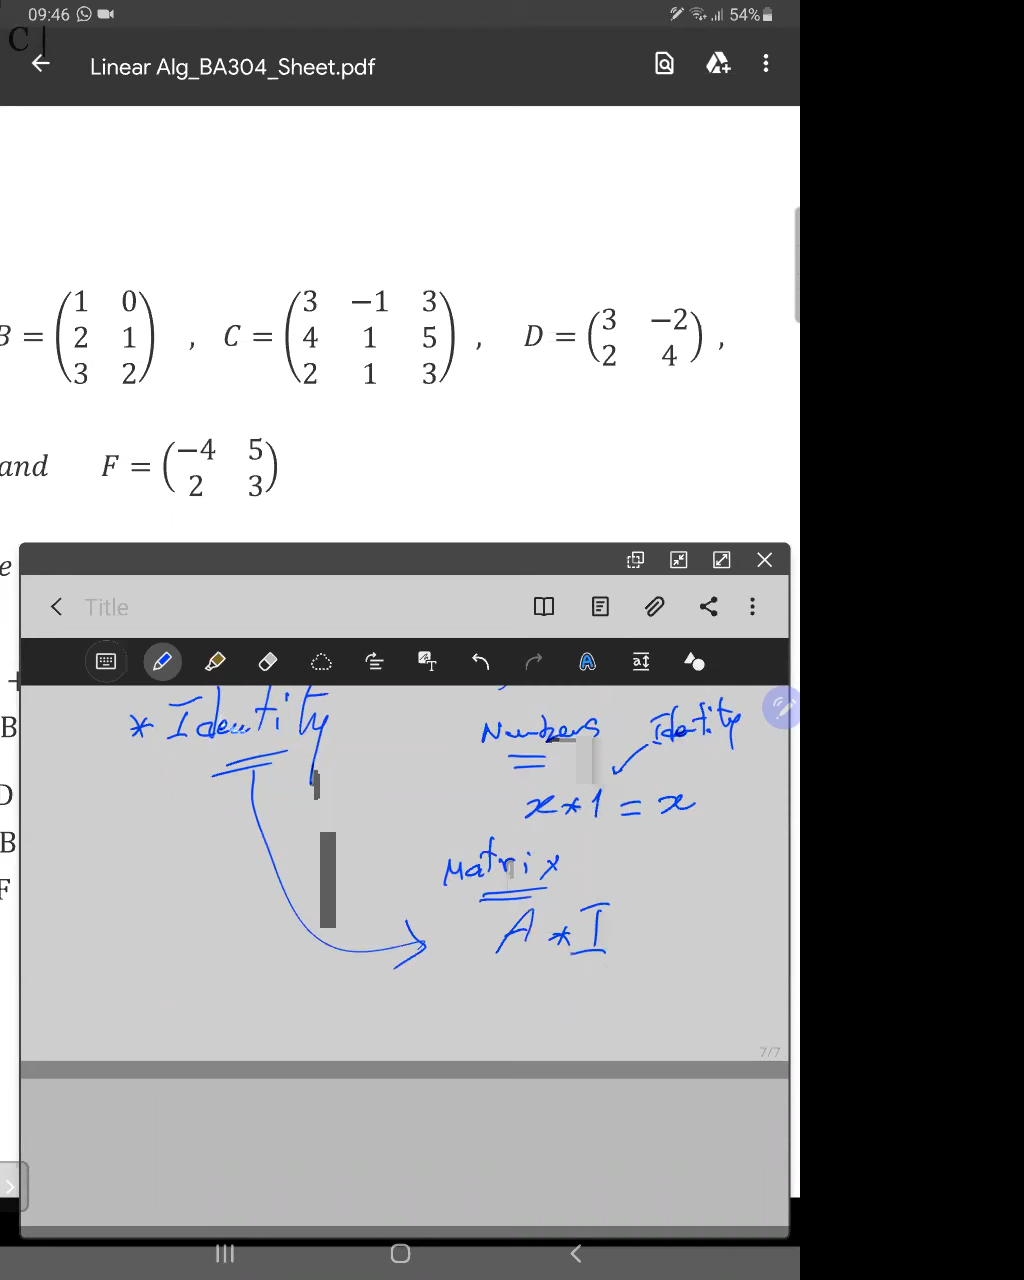 09:46 54%
C
Linear Alg_BA304_Sheet.pdf
B = (1 0 2 1 3 2) , C = (3 −1 3 4 1 5 2 1 3) , D = (3 −2 2 4) ,
and F = (−4 5 2 3)
e
Title
* Identity
Numbers Identity
x * 1 = x
Matrix
A * I
7/7
B
D
B
F